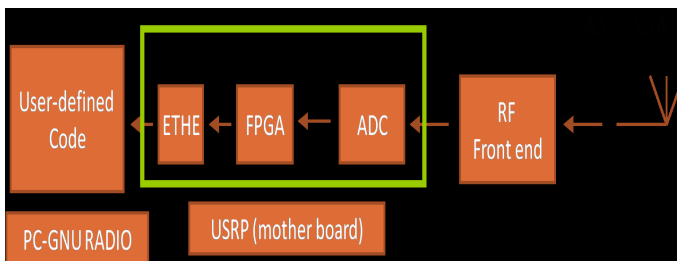 User-defined
Code
ETHE
FPGA
ADC
RF
Front end
PC-GNU RADIO
USRP (mother board)